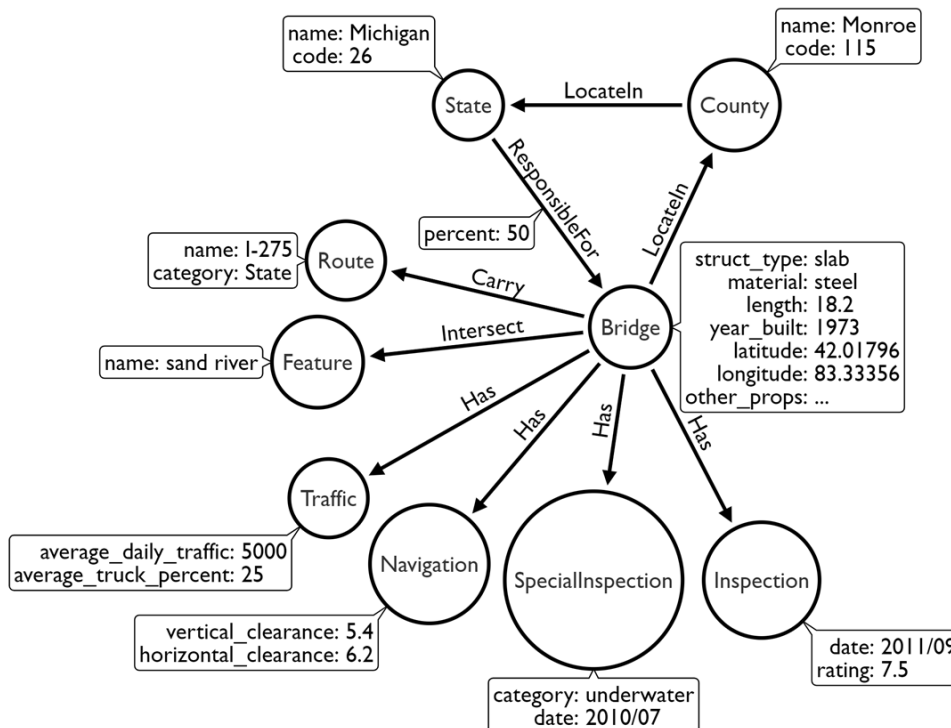 name: Michigan
code: 26
name: Monroe
code: 115
State
LocateIn
County
ResponsibleFor
LocateIn
percent: 50
name: I-275
category: State
Route
Carry
struct_type: slab
material: steel
length: 18.2
year_built: 1973
latitude: 42.01796
longitude: 83.33356
other_props: ...
Bridge
Intersect
name: sand river
Feature
Has
Has
Has
Has
Traffic
average_daily_traffic: 5000
average_truck_percent: 25
Navigation
vertical_clearance: 5.4
horizontal_clearance: 6.2
SpecialInspection
category: underwater
date: 2010/07
Inspection
date: 2011/09
rating: 7.5